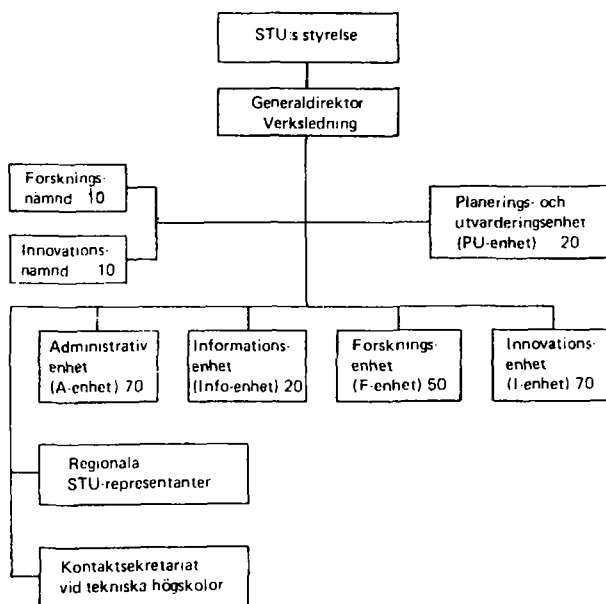 STU:s styrelse
Generaldirektor
Verksledning
Forsknings-
nämnd 10
Innovations-
nämnd 10
Planerings- och
utvarderingsenhet
(PU-enhet) 20
Administrativ
enhet
(A-enhet) 70
Informations-
enhet
(Info-enhet) 20
Forsknings-
enhet
(F-enhet) 50
Innovations-
enhet
(I-enhet) 70
Regionala
STU-representanter
Kontaktsekretariat
vid tekniska högskolor